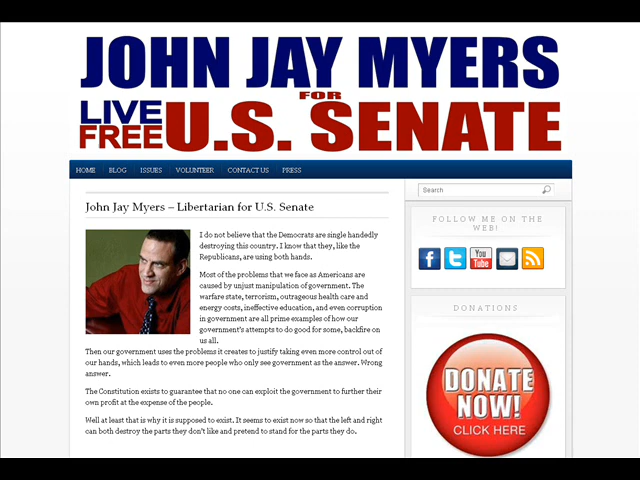 JOHN JAY MYERS
FOR
LIVE
FREE
U.S. SENATE
HOME BLOG ISSUES VOLUNTEER CONTACT US PRESS
John Jay Myers – Libertarian for U.S. Senate
I do not believe that the Democrats are single handedly
destroying this country. I know that they, like the
Republicans, are using both hands.
Most of the problems that we face as Americans are
caused by unjust manipulation of government. The
warfare state, terrorism, outrageous health care and
energy costs, ineffective education, and even corruption
in government are all prime examples of how our
government's attempts to do good for some, backfire on
us all.
Then our government uses the problems it creates to justify taking even more control out of
our hands, which leads to even more people who only see government as the answer. Wrong
answer.
The Constitution exists to guarantee that no one can exploit the government to further their
own profit at the expense of the people.
Well at least that is why it is supposed to exist. It seems to exist now so that the left and right
can both destroy the parts they don't like and pretend to stand for the parts they do.
Search
FOLLOW ME ON THE
WEB!
You
Tube
DONATIONS
DONATE
NOW!
CLICK HERE